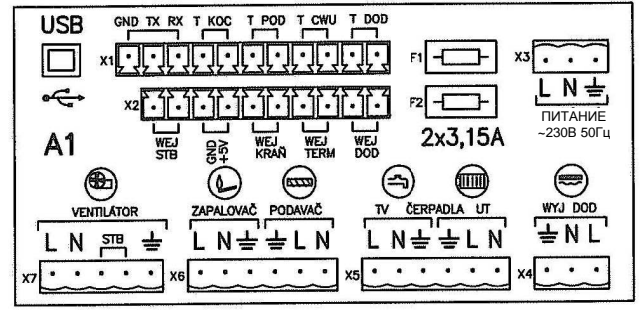 USB
GND TX RX T KOC T POD T CWU T DOD
X1
F1
X3
X2
F2
L N
WEJ STB
GND +5V
WEJ KRAŃ
WEJ TERM
WEJ DOD
2x3,15A
ПИТАНИЕ
~230В 50Гц
A1
VENTILÁTOR
ZAPALOVAČ PODAVAČ
TV ČERPADLA UT
WYJ DOD
L N STB
L N L N
L N L N
N L
X7
X6
X5
X4